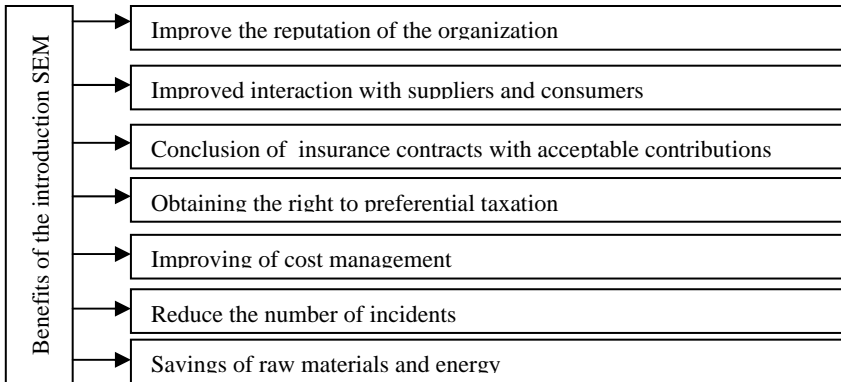 Benefits of the introduction SEM
Improve the reputation of the organization
Improved interaction with suppliers and consumers
Conclusion of insurance contracts with acceptable contributions
Obtaining the right to preferential taxation
Improving of cost management
Reduce the number of incidents
Savings of raw materials and energy